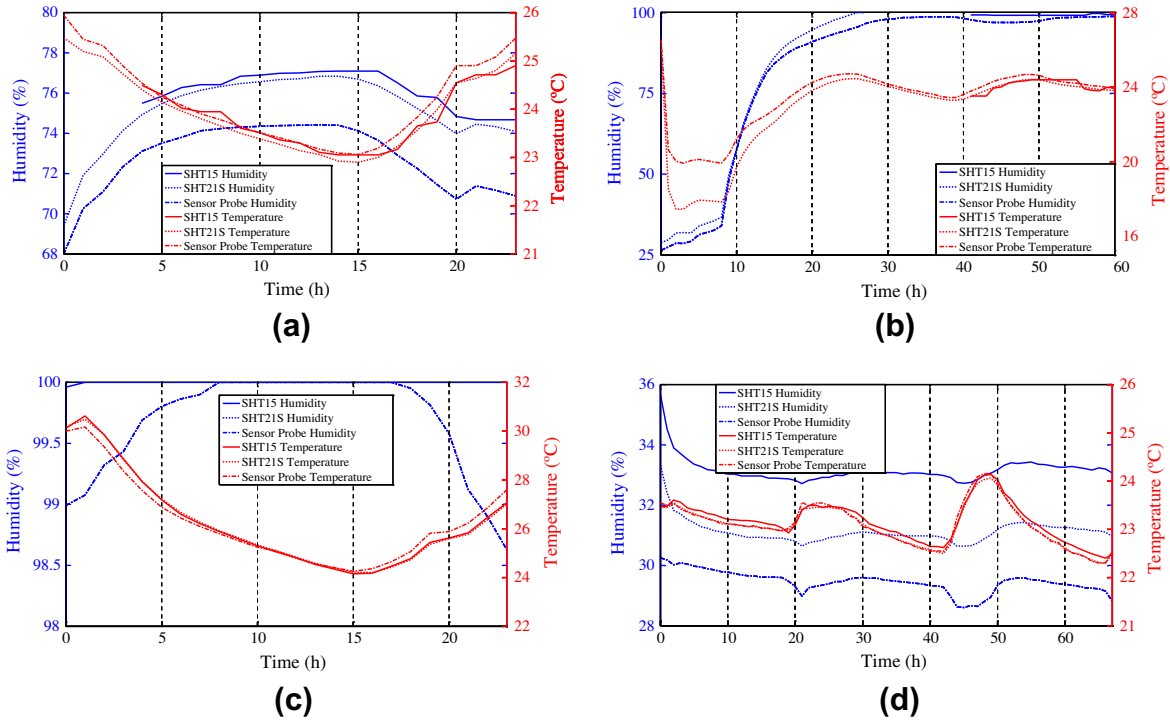 80
78
76
74
72
70
68
Humidity (%)
26
25
24
23
22
21
Temperature (ºC)
SHT15 Humidity
SHT21S Humidity
Sensor Probe Humidity
SHT15 Temperature
SHT21S Temperature
Sensor Probe Temperature
0 5 10 15 20
Time (h)
(a)
100
75
50
25
Humidity (%)
28
24
20
16
Temperature (ºC)
SHT15 Humidity
SHT21S Humidity
Sensor Probe Humidity
SHT15 Temperature
SHT21S Temperature
Sensor Probe Temperature
0 10 20 30 40 50 60
Time (h)
(b)
100
99.5
99
98.5
98
Humidity (%)
32
30
28
26
24
22
Temperature (ºC)
SHT15 Humidity
SHT21S Humidity
Sensor Probe Humidity
SHT15 Temperature
SHT21S Temperature
Sensor Probe Temperature
0 5 10 15 20
Time (h)
(c)
36
34
32
30
28
Humidity (%)
26
25
24
23
22
21
Temperature (ºC)
SHT15 Humidity
SHT21S Humidity
Sensor Probe Humidity
SHT15 Temperature
SHT21S Temperature
Sensor Probe Temperature
0 10 20 30 40 50 60
Time (h)
(d)